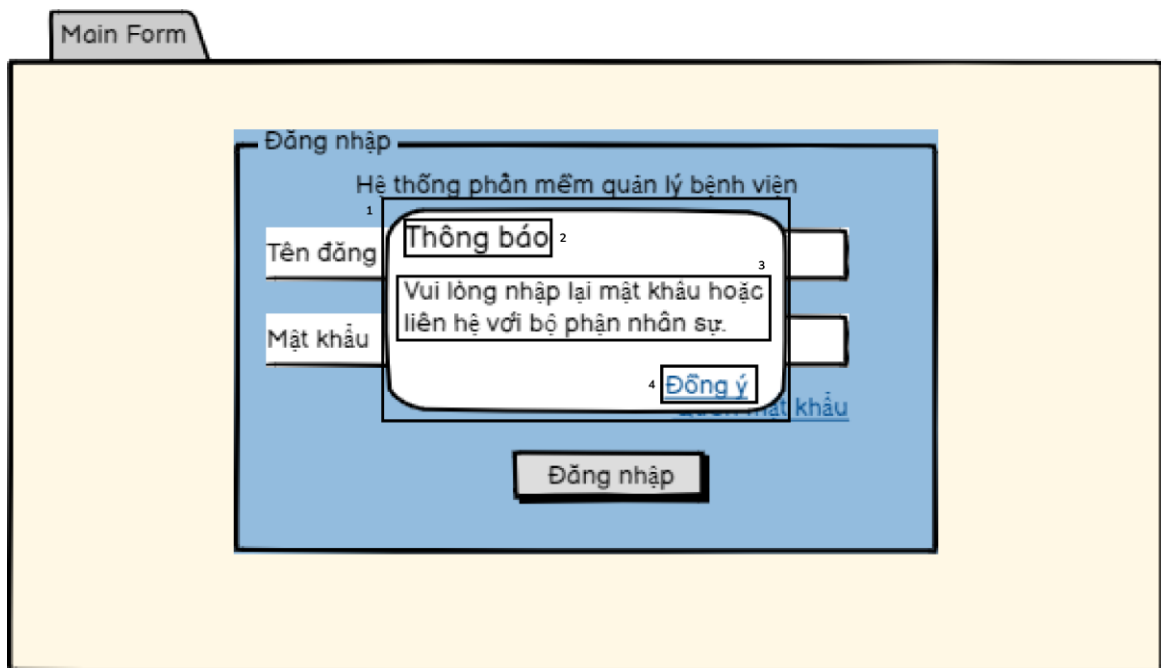 Main Form
Đăng nhập
Hệ thống phần mềm quản lý bệnh viện
1
Thông báo 2
Tên đăng
3
Vui lòng nhập lại mật khẩu hoặc
liên hệ với bộ phận nhân sự.
Mật khẩu
4 Đồng ý
mật khẩu
Đăng nhập